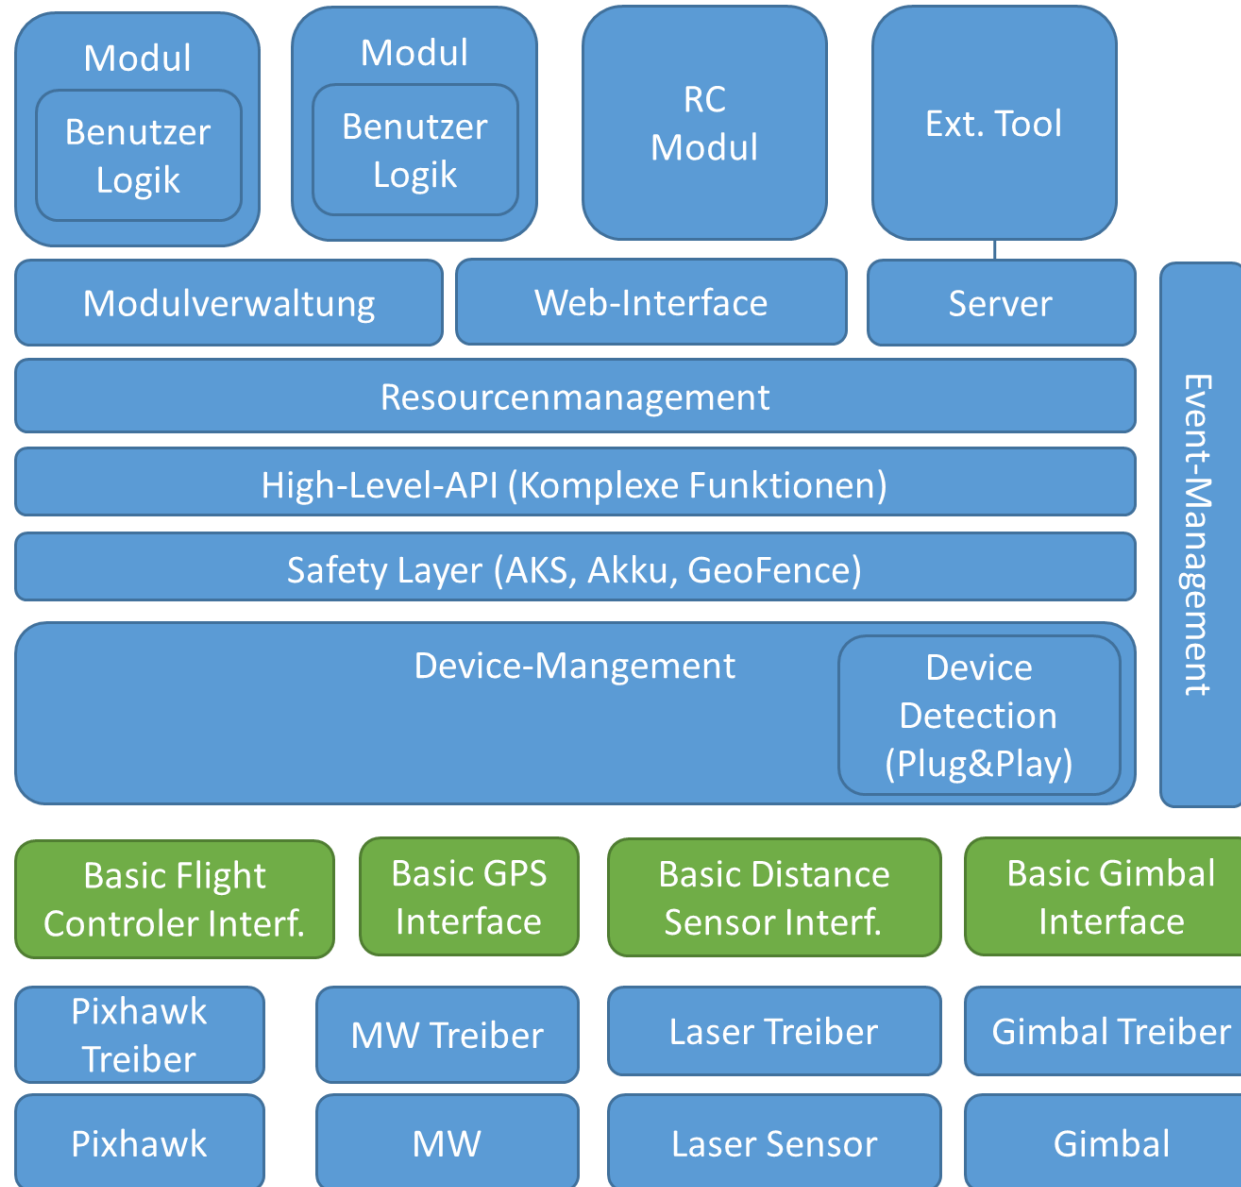 Modul
Benutzer
Logik
Modul
Benutzer
Logik
RC
Modul
Ext. Tool
Modulverwaltung
Web-Interface
Server
Event-Management
Resourcenmanagement
High-Level-API (Komplexe Funktionen)
Safety Layer (AKS, Akku, GeoFence)
Device-Mangement
Device
Detection
(Plug&Play)
Basic Flight
Controler Interf.
Basic GPS
Interface
Basic Distance
Sensor Interf.
Basic Gimbal
Interface
Pixhawk
Treiber
MW Treiber
Laser Treiber
Gimbal Treiber
Pixhawk
MW
Laser Sensor
Gimbal